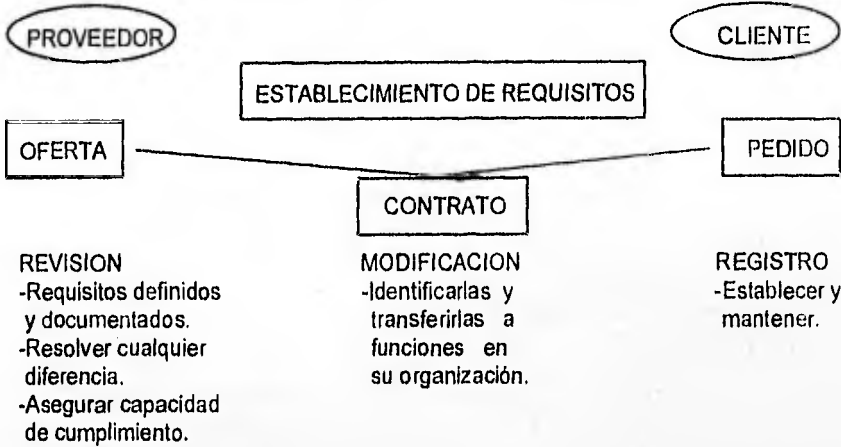 PROVEEDOR
CLIENTE
ESTABLECIMIENTO DE REQUISITOS
OFERTA
PEDIDO
CONTRATO
REVISION
-Requisitos definidos
y documentados.
-Resolver cualquier
diferencia.
-Asegurar capacidad
de cumplimiento.
MODIFICACION
-Identificarlas y
transferirlas a
funciones en
su organización.
REGISTRO
-Establecer y
mantener.